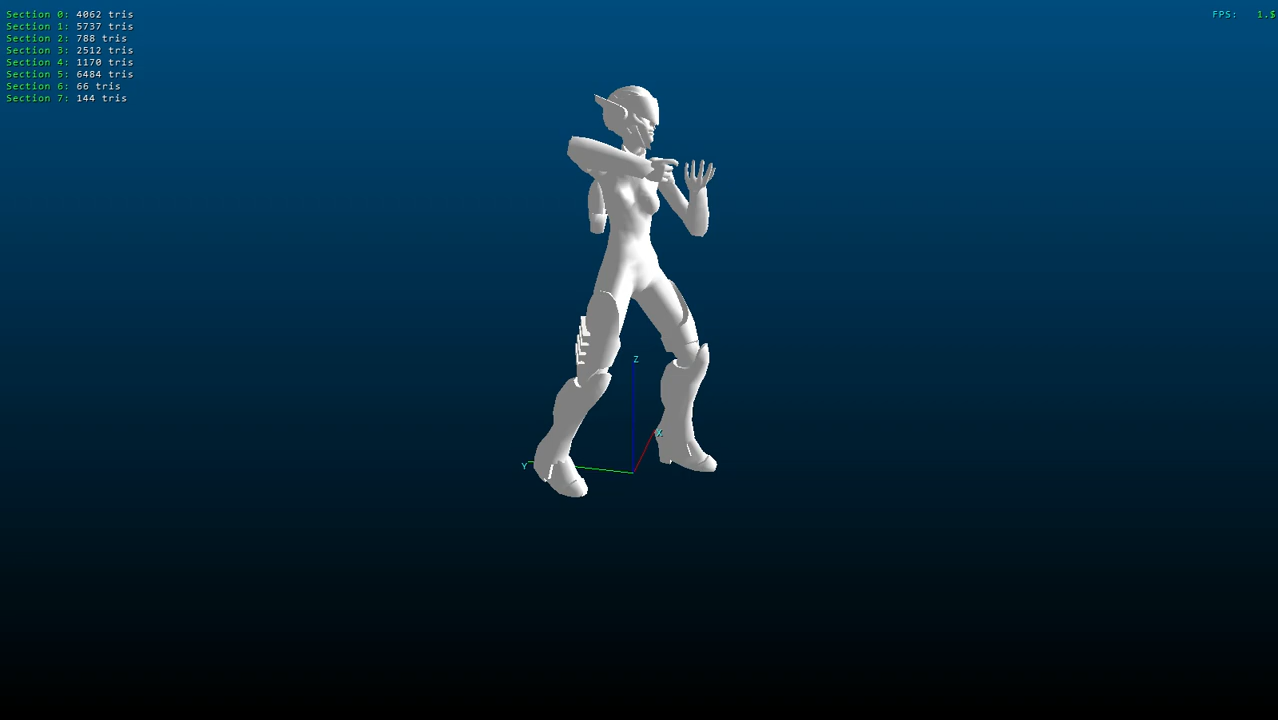 Section 0: 4062 tris
Section 1: 5737 tris
Section 2: 788 tris
Section 3: 2512 tris
Section 4: 1170 tris
Section 5: 6484 tris
Section 6: 66 tris
Section 7: 144 tris
FPS: 1.$
Z
X
Y